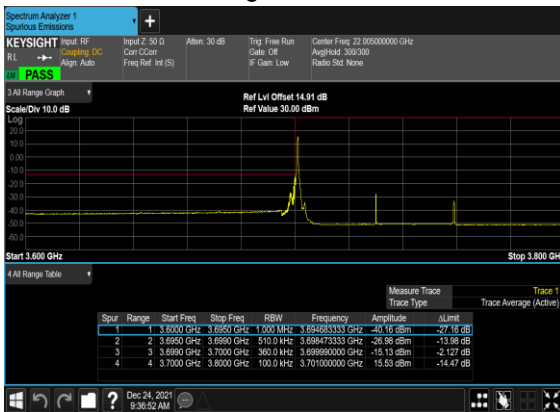 Spectrum Analyzer 1
Spurious Emissions
KEYSIGHT Input: RF Input Z: 50 Ω Atten: 30 dB Trig: Free Run Center Freq: 22.005000000 GHz
RL Coupling: DC Corr CCorr Gate: Off Avg|Hold: 300/300
Align: Auto Freq Ref: Int (S) IF Gain: Low Radio Std: None
PASS
3 All Range Graph
Ref Lvl Offset 14.91 dB
Scale/Div 10.0 dB Ref Value 30.00 dBm
Log
20.0
10.0
0.00
-10.0
-20.0
-30.0
-40.0
-50.0
-60.0
Start 3.600 GHz Stop 3.800 GH
4 All Range Table
Measure Trace Trace 1
Trace Type Trace Average (Active)
Spur Range Start Freq Stop Freq RBW Frequency Amplitude ΔLimit
1 1 3.6000 GHz 3.6950 GHz 1.000 MHz 3.694683333 GHz -40.16 dBm -27.16 dB
2 2 3.6950 GHz 3.6990 GHz 510.0 kHz 3.698473333 GHz -26.98 dBm -13.98 dB
3 3 3.6990 GHz 3.7000 GHz 360.0 kHz 3.699990000 GHz -15.13 dBm -2.127 dB
4 4 3.7000 GHz 3.8000 GHz 100.0 kHz 3.701000000 GHz 15.53 dBm -14.47 dB
? Dec 24, 2021
9:36:52 AM